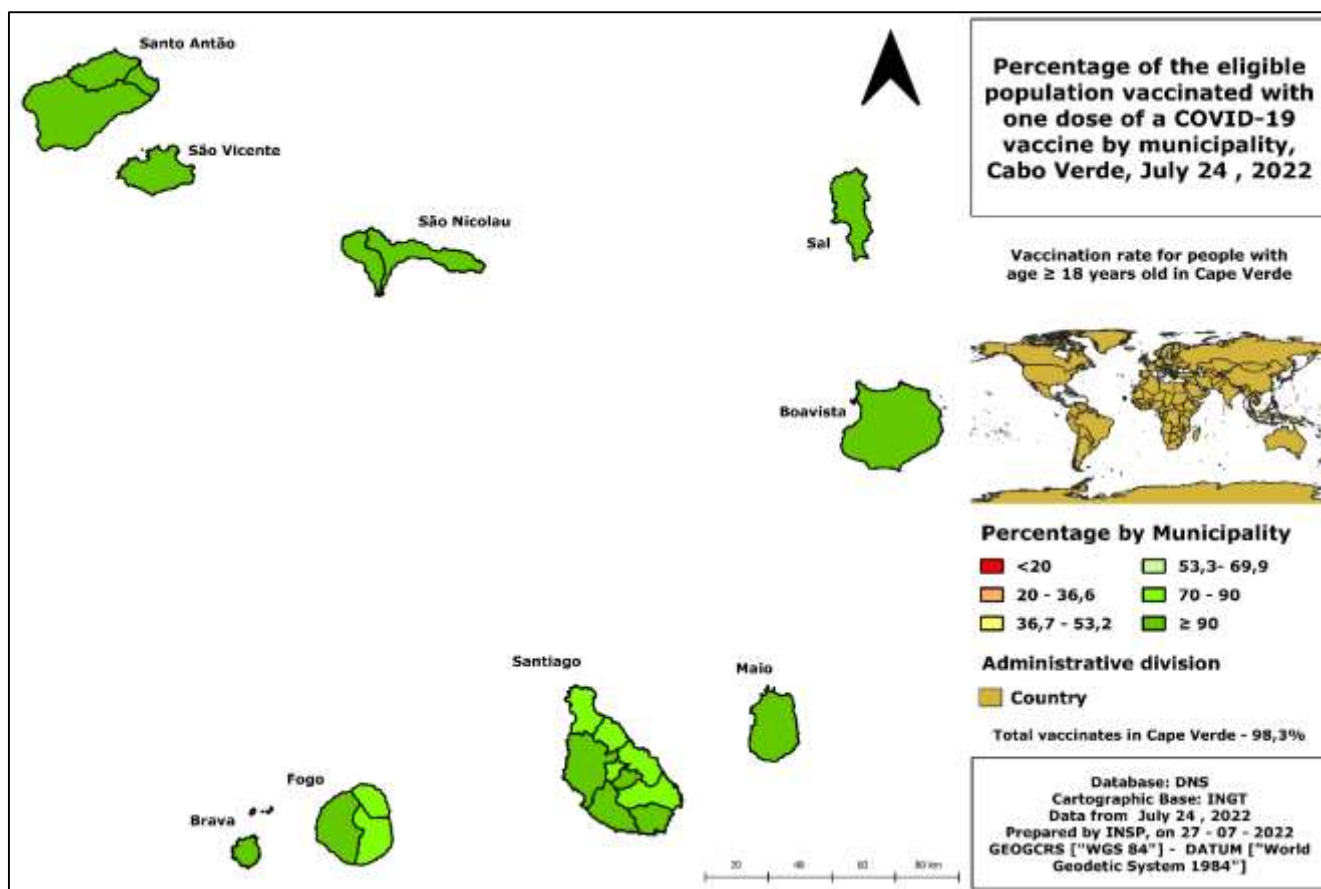 Santo Antão
São Vicente
São Nicolau
Sal
Boavista
Santiago
Maio
Fogo
Brava
20 40 60 80 km
Percentage of the eligible
population vaccinated with
one dose of a COVID-19
vaccine by municipality,
Cabo Verde, July 24 , 2022
Vaccination rate for people with
age ≥ 18 years old in Cape Verde
Percentage by Municipality
<20
20 - 36,6
36,7 - 53,2
53,3- 69,9
70 - 90
≥ 90
Administrative division
Country
Total vaccinates in Cape Verde - 98,3%
Database: DNS
Cartographic Base: INGT
Data from July 24 , 2022
Prepared by INSP, on 27 - 07 - 2022
GEOGCRS ["WGS 84"] - DATUM ["World
Geodetic System 1984"]